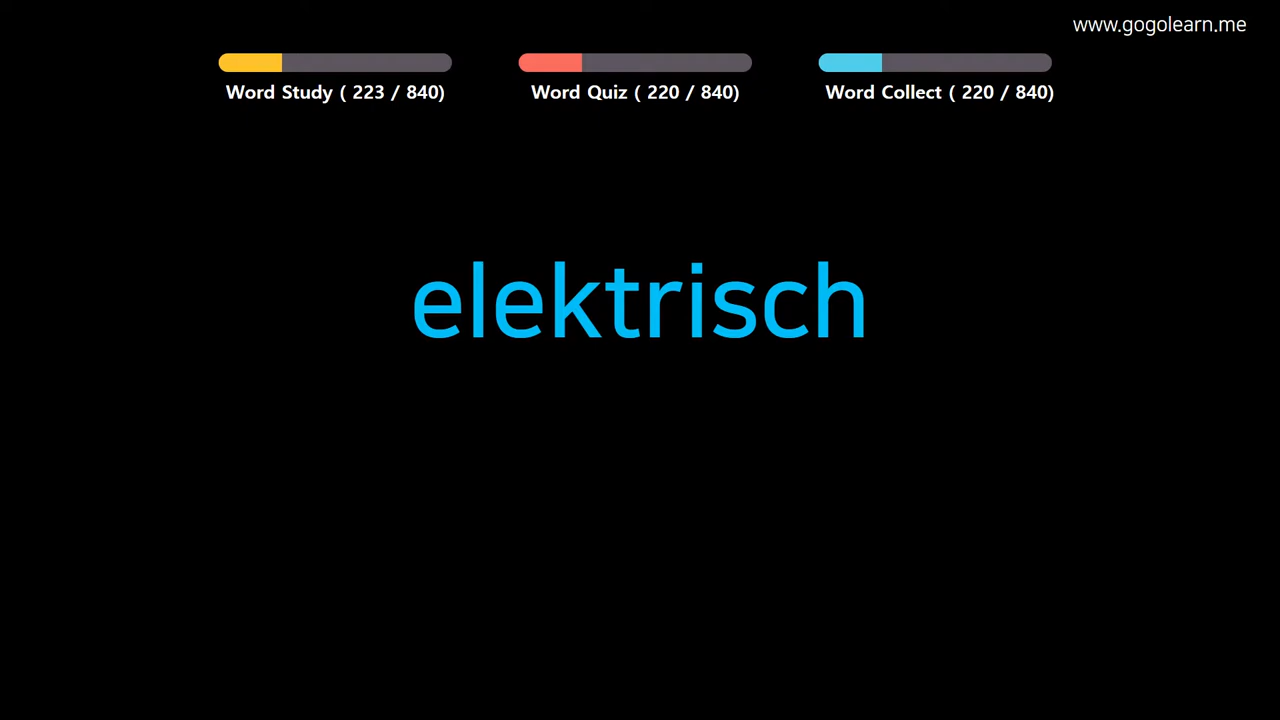 www.gogolearn.me
Word Study ( 223 / 840)
Word Quiz ( 220 / 840)
Word Collect ( 220 / 840)
elektrisch